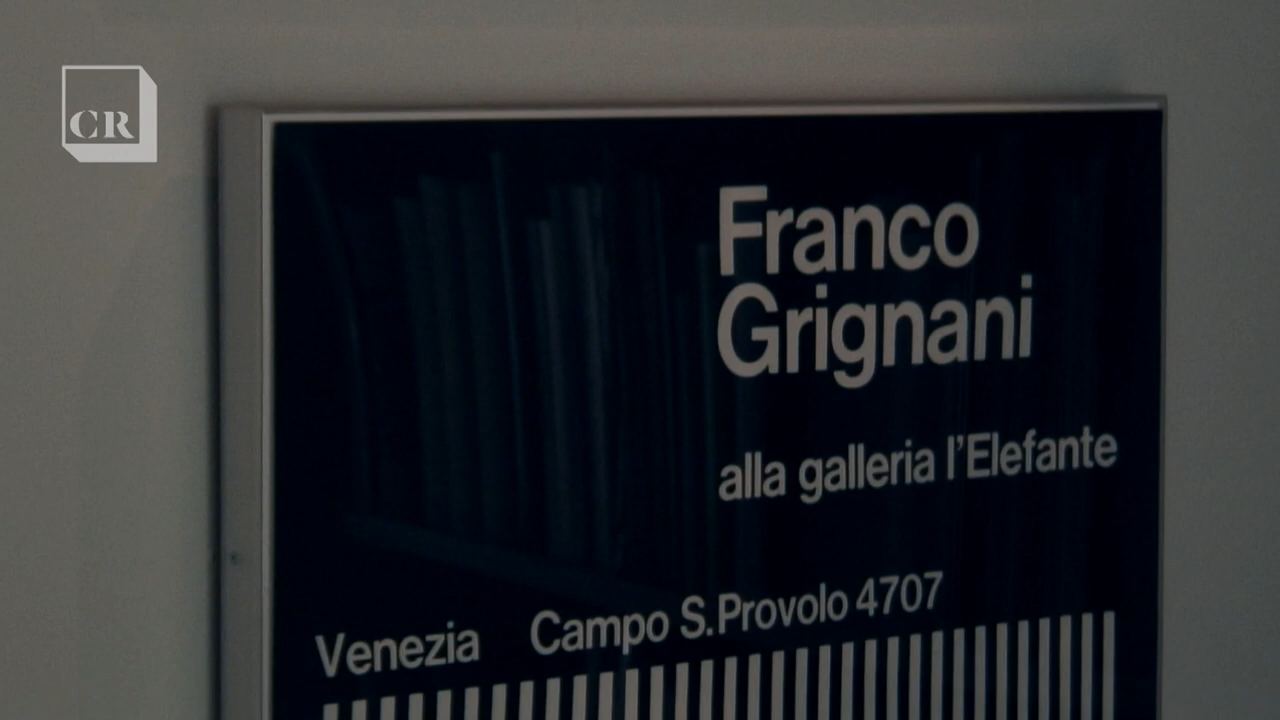 CR
Franco
Grignani
alla galleria l'Elefante
Venezia Campo S.Provolo 4707